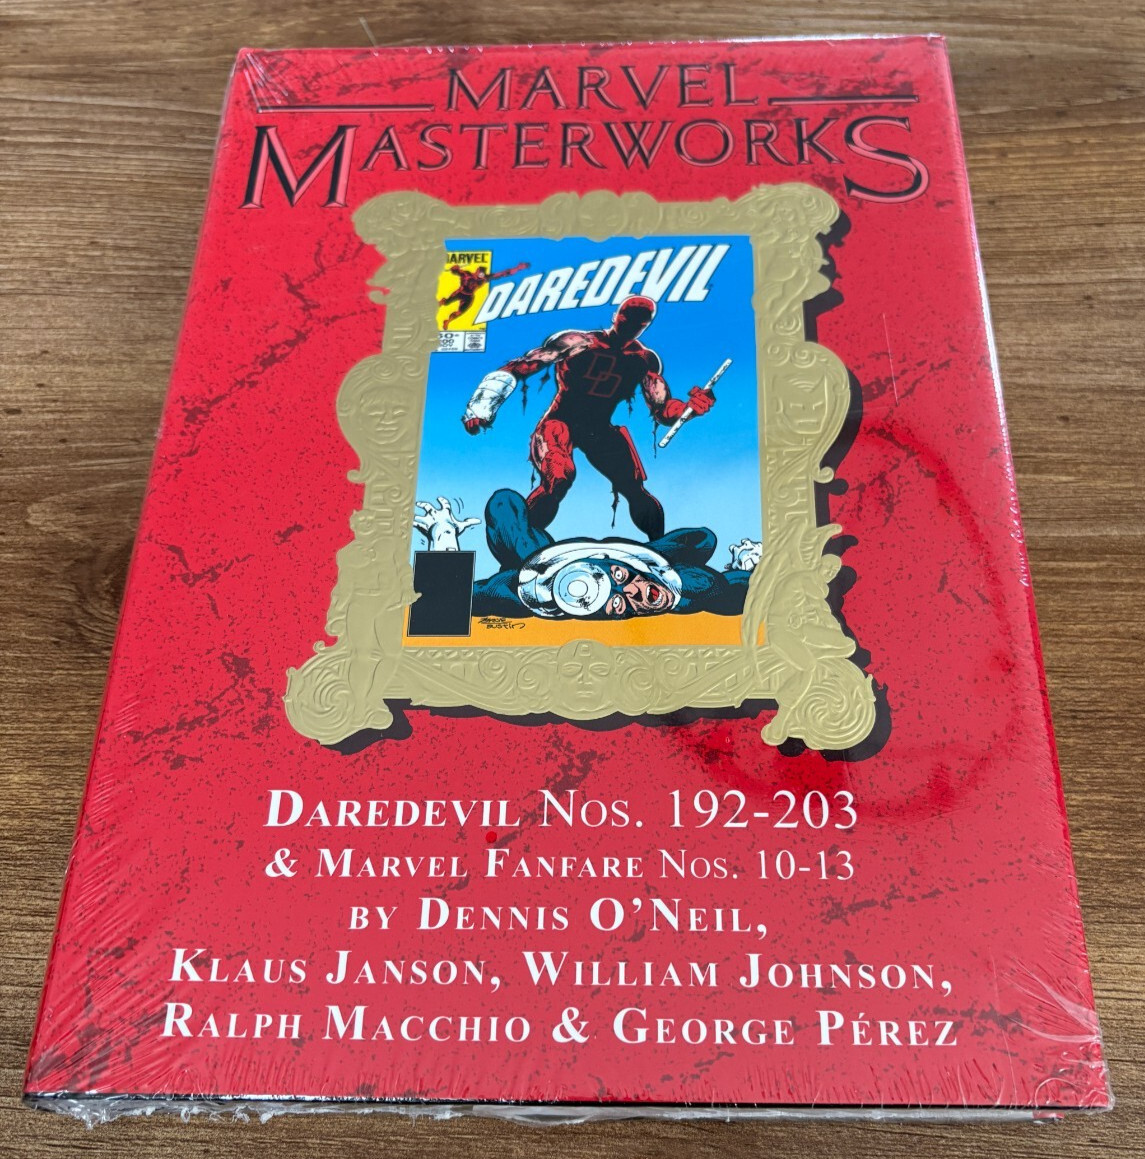 MARVEL
MASTERWORKS
MARVEL
DAREDEVIL
DD
DAREDEVIL NOS. 192-203
& MARVEL FANFARE NOS. 10-13
BY DENNIS O'NEIL,
KLAUS JANSON, WILLIAM JOHNSON,
RALPH MACCHIO & GEORGE PÉREZ